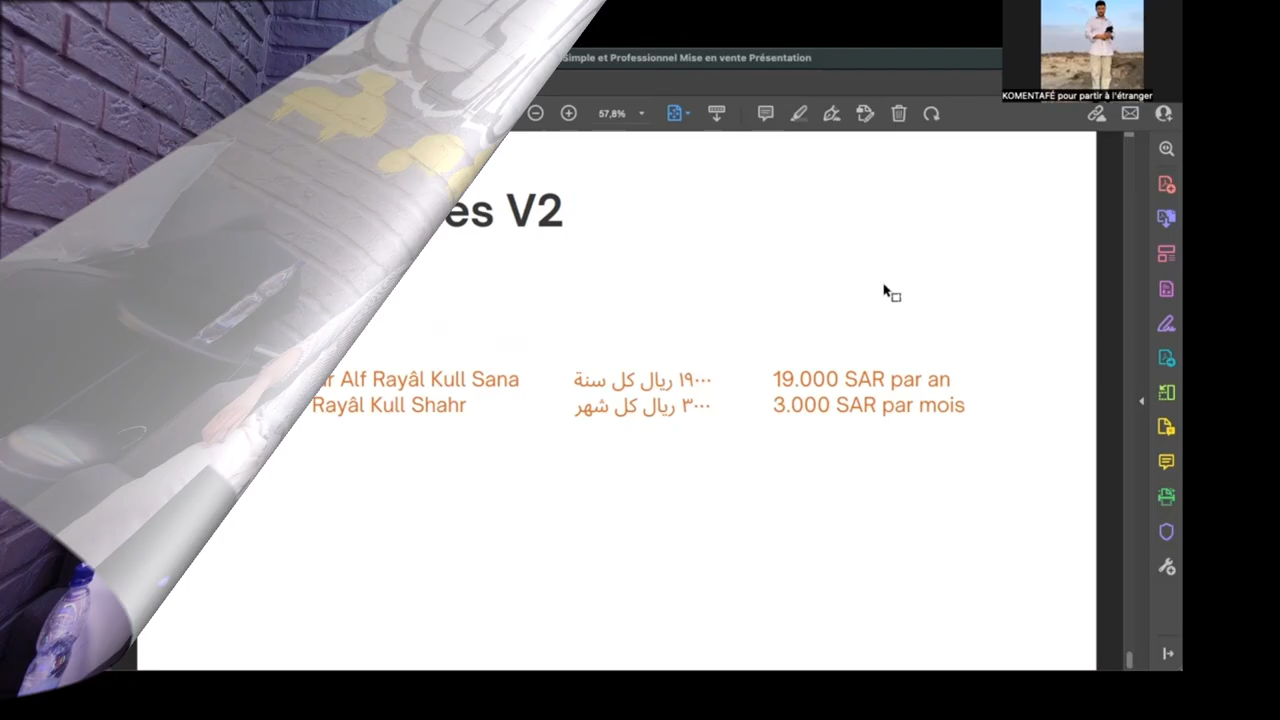 Simple et Professionnel Mise en vente Présentation
KOMENTAFÉ pour partir à l'étranger
57,8%
es V2
Alf Rayâl Kull Sana ١٩٠٠٠ ريال كل سنة 19.000 SAR par an
Rayâl Kull Shahr ٣٠٠٠ ريال كل شهر 3.000 SAR par mois